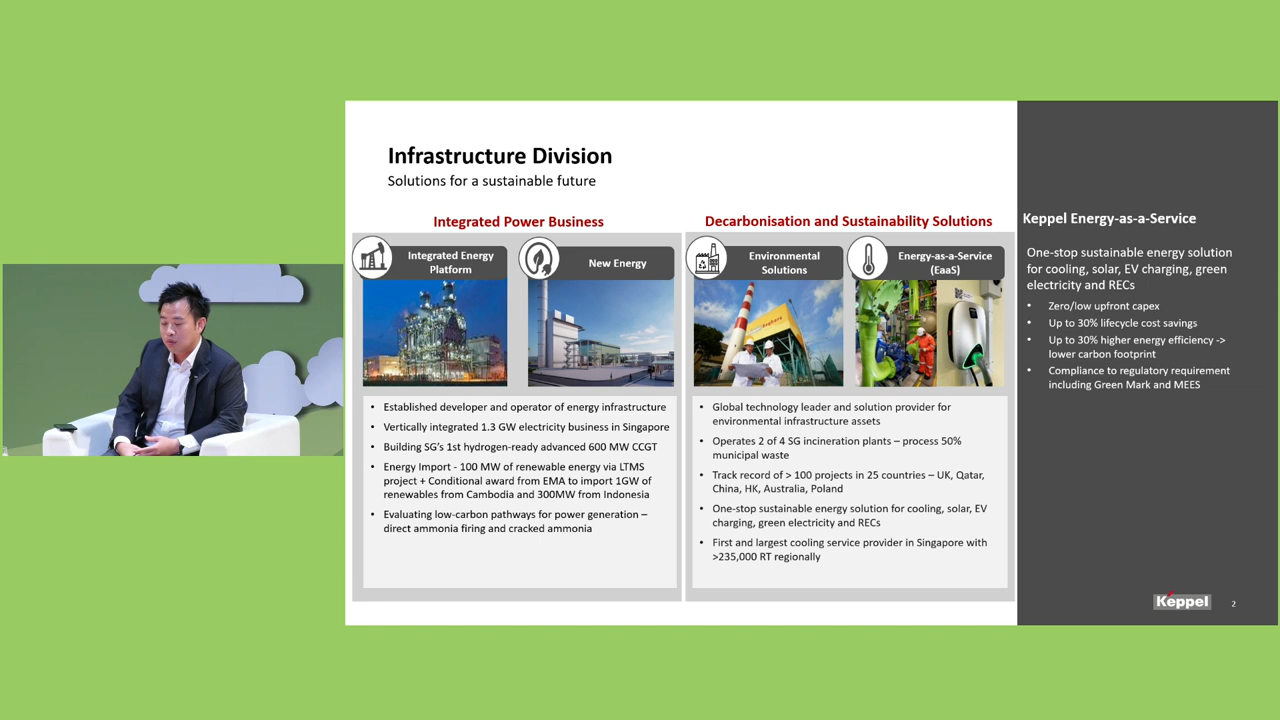 Infrastructure Division
Solutions for a sustainable future
Integrated Power Business
Integrated Energy
Platform
New Energy
• Established developer and operator of energy infrastructure
• Vertically integrated 1.3 GW electricity business in Singapore
• Building SG's 1st hydrogen-ready advanced 600 MW CCGT
• Energy Import - 100 MW of renewable energy via LTMS
project + Conditional award from EMA to import 1GW of
renewables from Cambodia and 300MW from Indonesia
• Evaluating low-carbon pathways for power generation –
direct ammonia firing and cracked ammonia
Decarbonisation and Sustainability Solutions
Environmental
Solutions
Energy-as-a-Service
(EaaS)
• Global technology leader and solution provider for
environmental infrastructure assets
• Operates 2 of 4 SG incineration plants – process 50%
municipal waste
• Track record of > 100 projects in 25 countries – UK, Qatar,
China, HK, Australia, Poland
• One-stop sustainable energy solution for cooling, solar, EV
charging, green electricity and RECs
• First and largest cooling service provider in Singapore with
>235,000 RT regionally
Keppel Energy-as-a-Service
One-stop sustainable energy solution
for cooling, solar, EV charging, green
electricity and RECs
• Zero/low upfront capex
• Up to 30% lifecycle cost savings
• Up to 30% higher energy efficiency ->
lower carbon footprint
• Compliance to regulatory requirement
including Green Mark and MEES
Keppel
2